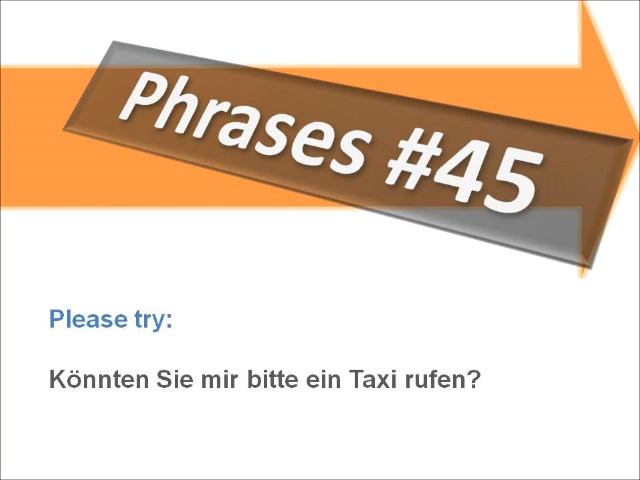 Phrases #45
Please try:
Könnten Sie mir bitte ein Taxi rufen?